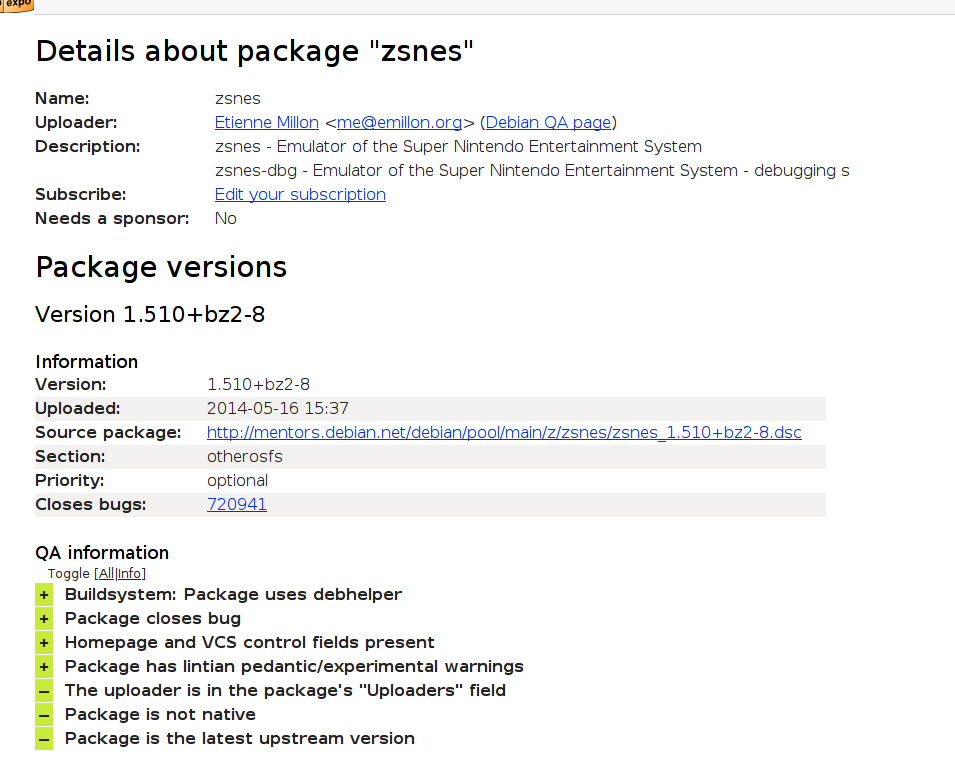 expo
Details about package "zsnes"
Name: zsnes
Uploader: Etienne Millon <me@emillon.org> (Debian QA page)
Description: zsnes - Emulator of the Super Nintendo Entertainment System
zsnes-dbg - Emulator of the Super Nintendo Entertainment System - debugging s
Subscribe: Edit your subscription
Needs a sponsor: No
Package versions
Version 1.510+bz2-8
Information
Version: 1.510+bz2-8
Uploaded: 2014-05-16 15:37
Source package: http://mentors.debian.net/debian/pool/main/z/zsnes/zsnes_1.510+bz2-8.dsc
Section: otherosfs
Priority: optional
Closes bugs: 720941
QA information
Toggle [All|Info]
+ Buildsystem: Package uses debhelper
+ Package closes bug
+ Homepage and VCS control fields present
+ Package has lintian pedantic/experimental warnings
− The uploader is in the package's "Uploaders" field
− Package is not native
− Package is the latest upstream version